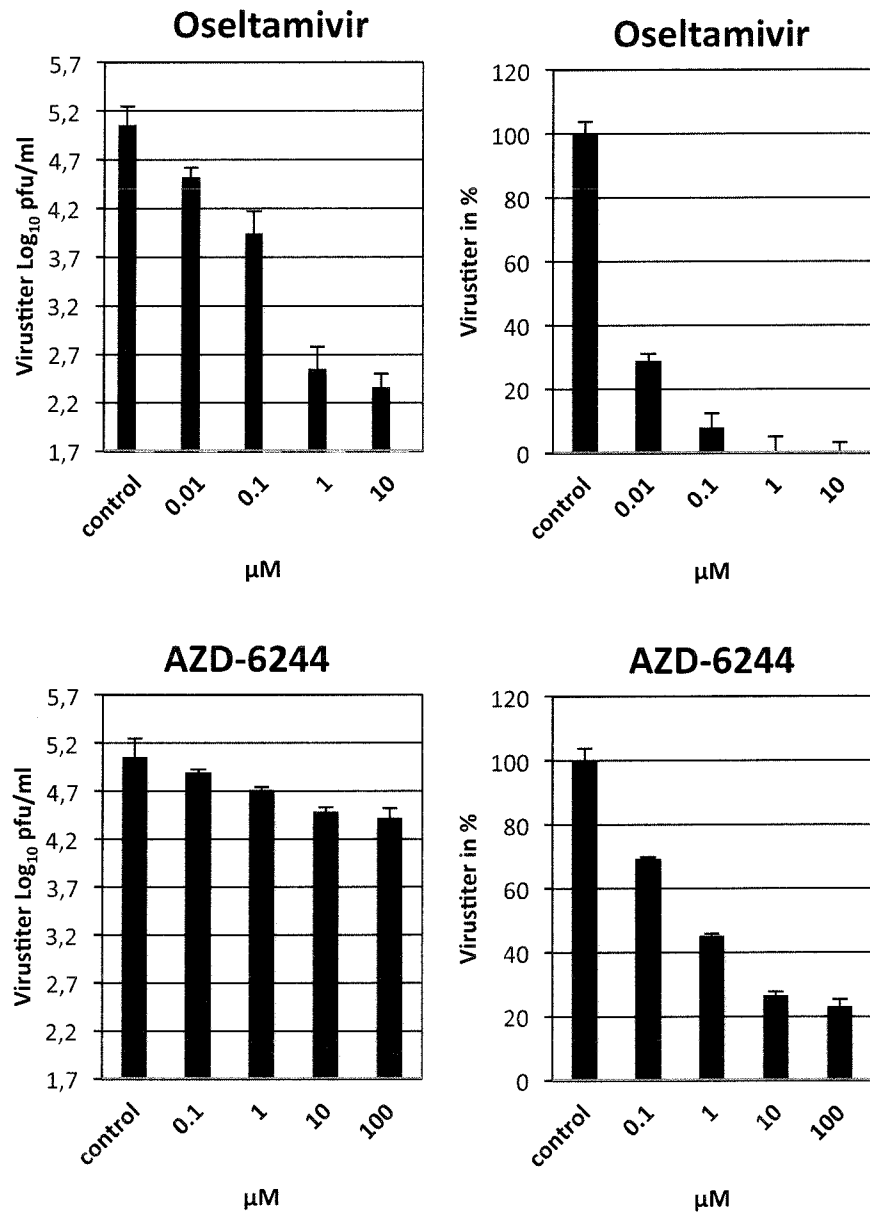 Oseltamivir
Virustiter Log10 pfu/ml
5,7
5,2
4,7
4,2
3,7
3,2
2,7
2,2
1,7
control 0.01 0.1 1 10
µM
Oseltamivir
Virustiter in %
120
100
80
60
40
20
0
control 0.01 0.1 1 10
µM
AZD-6244
Virustiter Log10 pfu/ml
5,7
5,2
4,7
4,2
3,7
3,2
2,7
2,2
1,7
control 0.1 1 10 100
µM
AZD-6244
Virustiter in %
120
100
80
60
40
20
0
control 0.1 1 10 100
µM